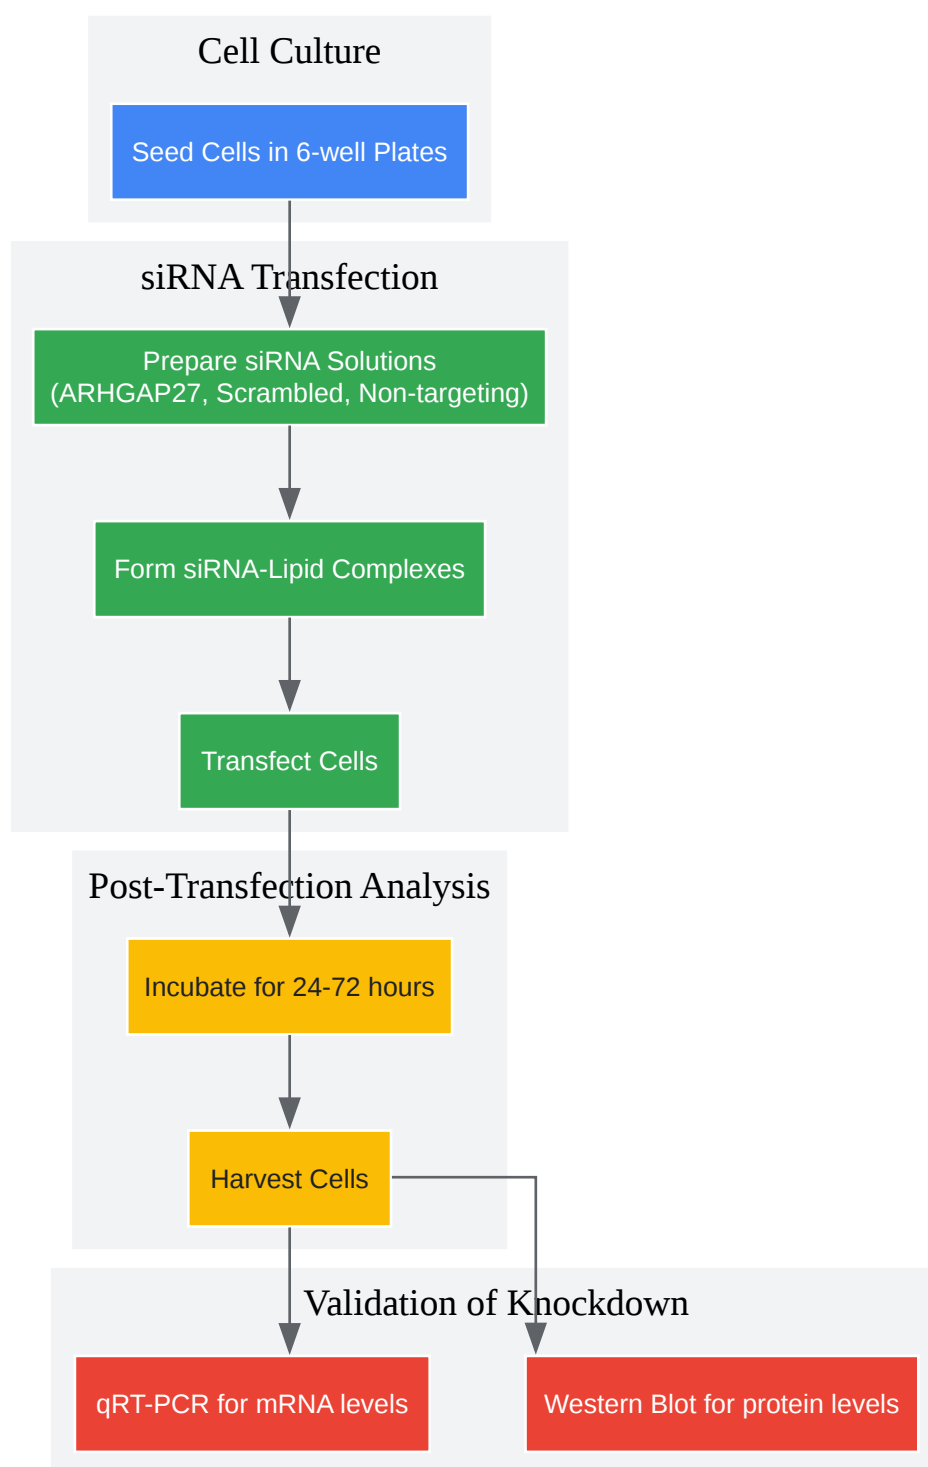 Cell Culture
Seed Cells in 6-well Plates
siRNA Transfection
Prepare siRNA Solutions
(ARHGAP27, Scrambled, Non-targeting)
Form siRNA-Lipid Complexes
Transfect Cells
Post-Transfection Analysis
Incubate for 24-72 hours
Harvest Cells
Validation of Knockdown
qRT-PCR for mRNA levels
Western Blot for protein levels